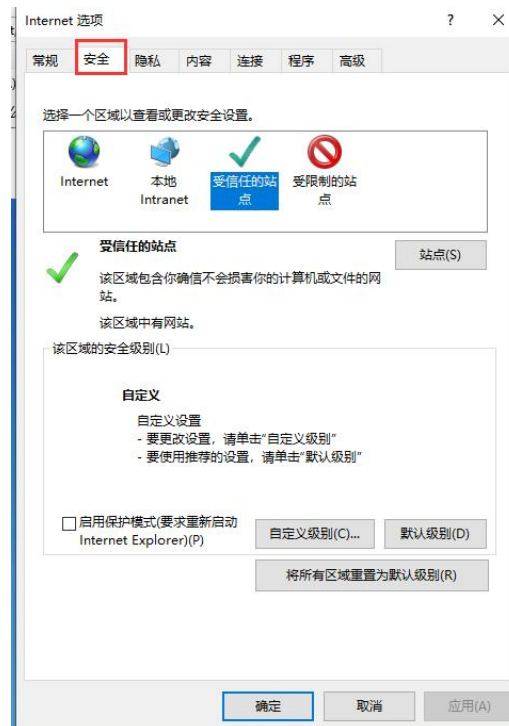 Internet 选项
?
×
常规 安全 隐私 内容 连接 程序 高级
选择一个区域以查看或更改安全设置。
Internet
本地
Intranet
受信任的站
点
受限制的站
点
受信任的站点
站点(S)
该区域包含你确信不会损害你的计算机或文件的网
站。
该区域中有网站。
该区域的安全级别(L)
自定义
自定义设置
- 要更改设置，请单击“自定义级别”
- 要使用推荐的设置，请单击“默认级别”
启用保护模式(要求重新启动
Internet Explorer)(P)
自定义级别(C)...
默认级别(D)
将所有区域重置为默认级别(R)
确定 取消 应用(A)